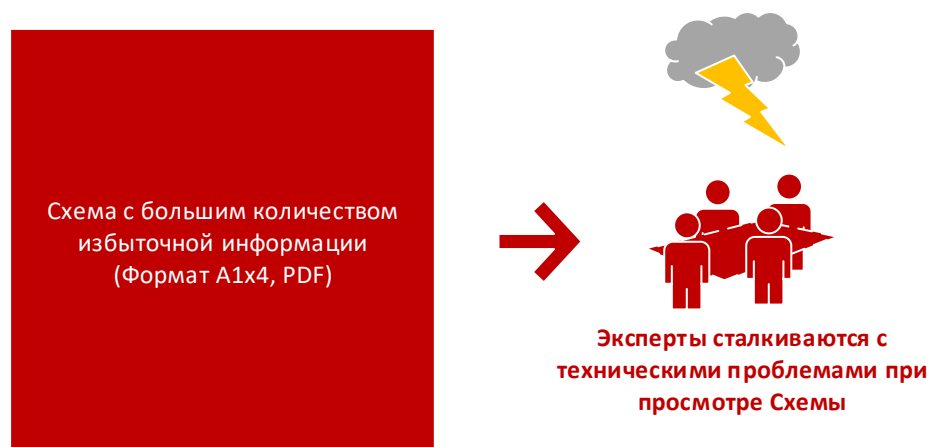 Схема с большим количеством
избыточной информации
(Формат А1х4, PDF)
Эксперты сталкиваются с
техническими проблемами при
просмотре Схемы